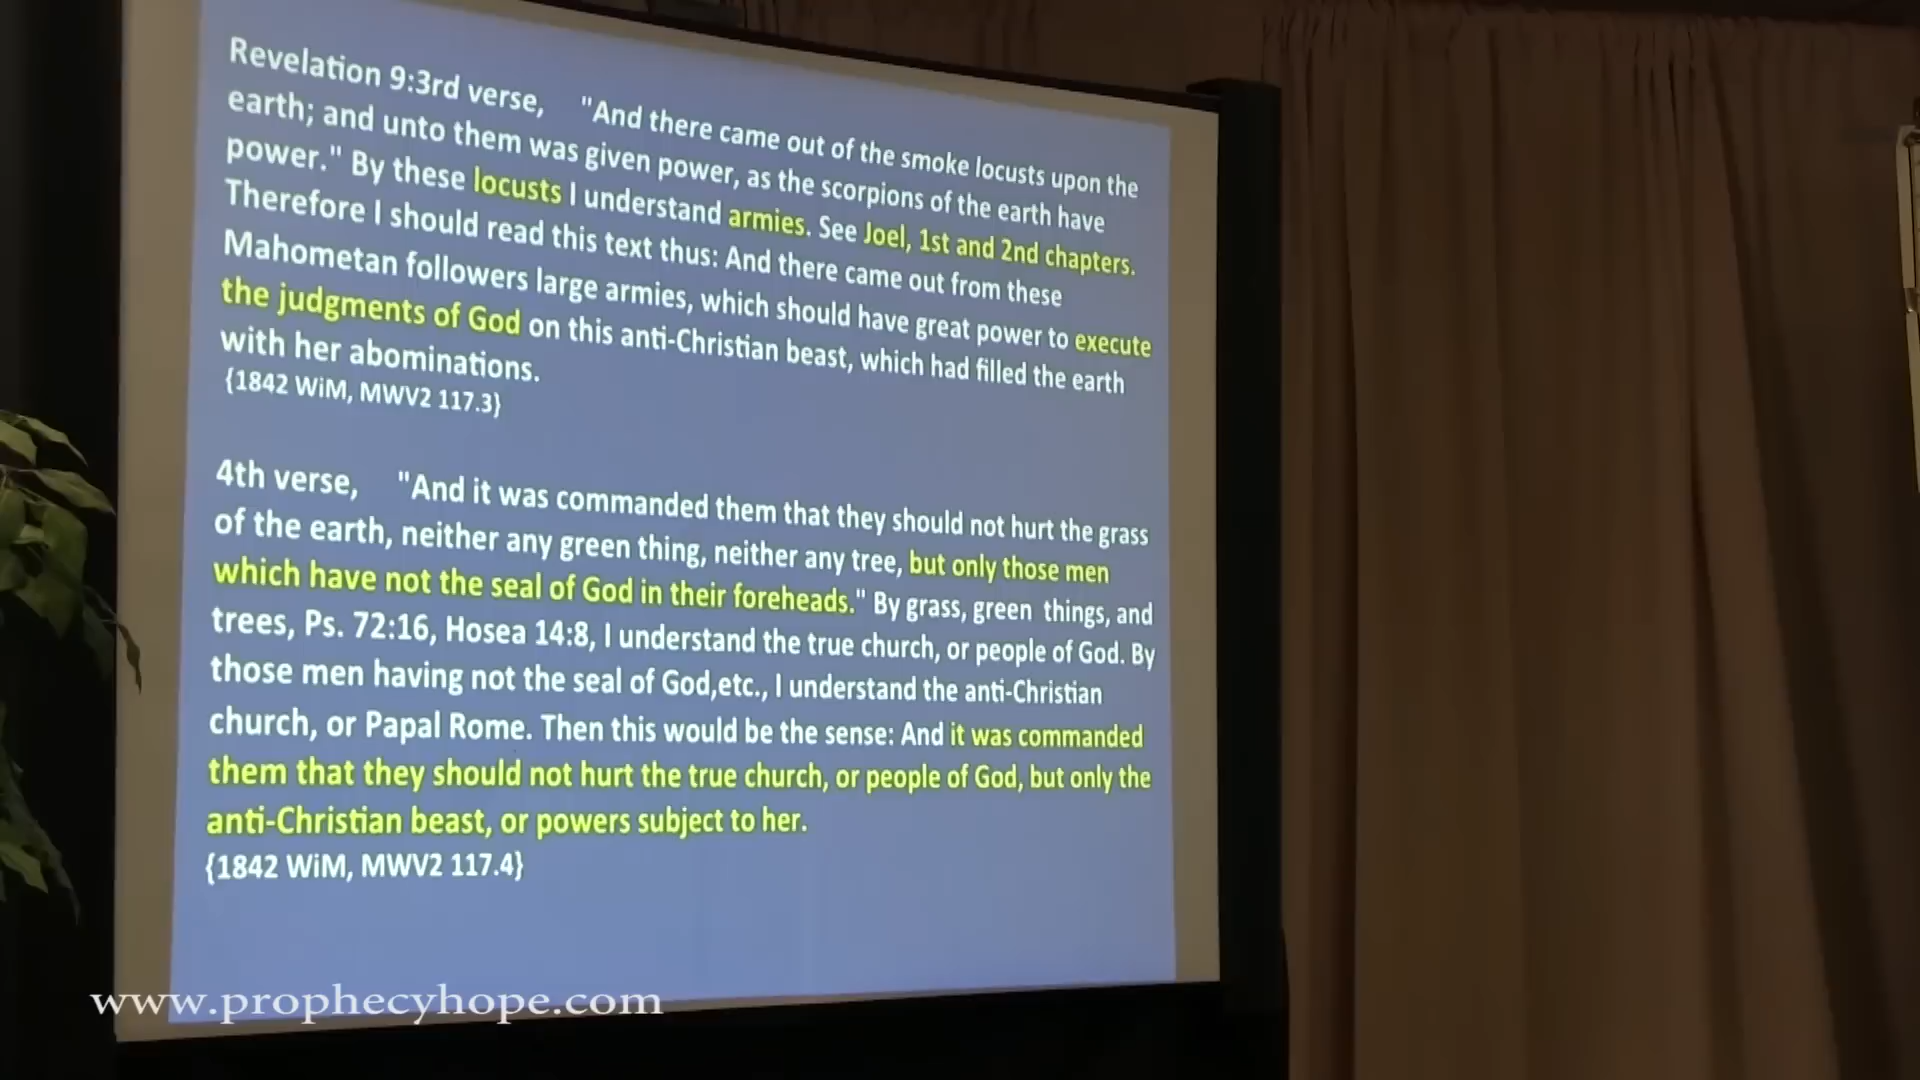 Revelation 9:3rd verse, "And there came out of the smoke locusts upon the
earth; and unto them was given power, as the scorpions of the earth have
power." By these locusts I understand armies. See Joel, 1st and 2nd chapters.
Therefore I should read this text thus: And there came out from these
Mahometan followers large armies, which should have great power to execute
the judgments of God on this anti-Christian beast, which had filled the earth
with her abominations.
{1842 WiM, MWV2 117.3}
4th verse, "And it was commanded them that they should not hurt the grass
of the earth, neither any green thing, neither any tree, but only those men
which have not the seal of God in their foreheads." By grass, green things, and
trees, Ps. 72:16, Hosea 14:8, I understand the true church, or people of God. By
those men having not the seal of God,etc., I understand the anti-Christian
church, or Papal Rome. Then this would be the sense: And it was commanded
them that they should not hurt the true church, or people of God, but only the
anti-Christian beast, or powers subject to her.
{1842 WiM, MWV2 117.4}
www.prophecyhope.com